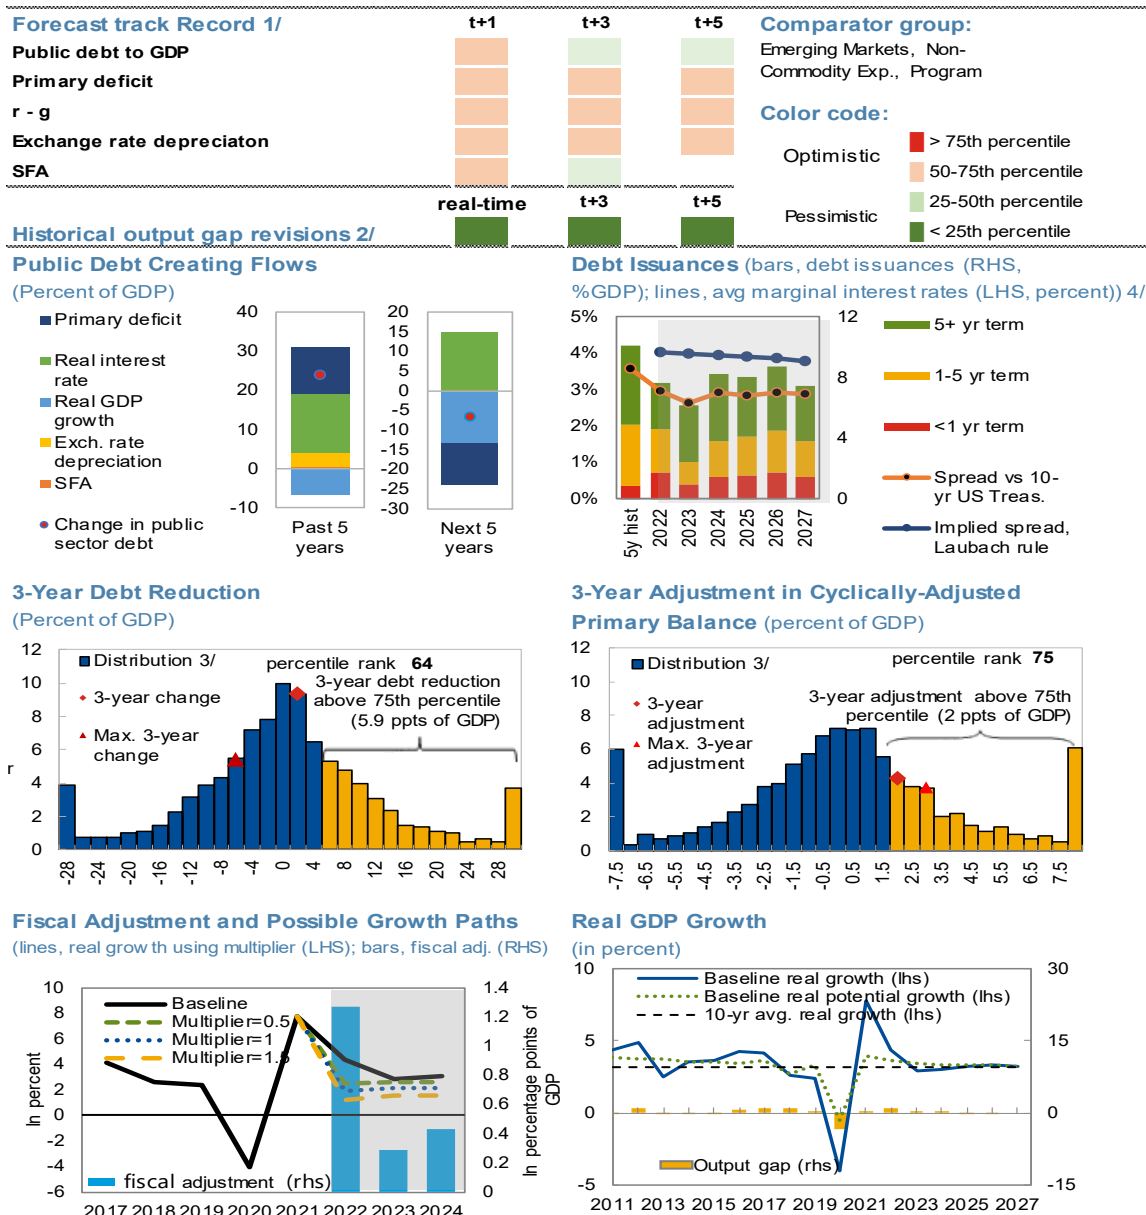 Forecast track Record 1/ t+1 t+3 t+5 Comparator group:
Public debt to GDP
Primary deficit
r - g
Exchange rate depreciaton
SFA
Emerging Markets, Non-
Commodity Exp., Program
Color code:
Optimistic
> 75th percentile
50-75th percentile
Pessimistic
25-50th percentile
< 25th percentile
real-time t+3 t+5
Historical output gap revisions 2/
Public Debt Creating Flows
(Percent of GDP)
Primary deficit
Real interest
rate
Real GDP
growth
Exch. rate
depreciation
SFA
Change in public
sector debt
40
30
20
10
0
-10
Past 5
years
20
15
10
5
0
-5
-10
-15
-20
-25
-30
Next 5
years
Debt Issuances (bars, debt issuances (RHS,
%GDP); lines, avg marginal interest rates (LHS, percent)) 4/
5%
4%
3%
2%
1%
0%
12
8
4
0
5y hist 2022 2023 2024 2025 2026 2027
5+ yr term
1-5 yr term
<1 yr term
Spread vs 10-
yr US Treas.
Implied spread,
Laubach rule
3-Year Debt Reduction
(Percent of GDP)
12
10
8
6
4
2
0
r
Distribution 3/
3-year change
Max. 3-year
change
percentile rank 64
3-year debt reduction
above 75th percentile
(5.9 ppts of GDP)
-28 -24 -20 -16 -12 -8 -4 0 4 8 12 16 20 24 28
3-Year Adjustment in Cyclically-Adjusted
Primary Balance (percent of GDP)
12
10
8
6
4
2
0
Distribution 3/
3-year
adjustment
Max. 3-year
adjustment
percentile rank 75
3-year adjustment above 75th
percentile (2 ppts of GDP)
-7.5 -6.5 -5.5 -4.5 -3.5 -2.5 -1.5 -0.5 0.5 1.5 2.5 3.5 4.5 5.5 6.5 7.5
Fiscal Adjustment and Possible Growth Paths
(lines, real growth using multiplier (LHS); bars, fiscal adj. (RHS)
In percent
10
8
6
4
2
0
-2
-4
-6
Baseline
Multiplier=0.5
Multiplier=1
Multiplier=1.5
fiscal adjustment (rhs)
1.4
1.2
1
0.8
0.6
0.4
0.2
0
In percentage points of
GDP
2017 2018 2019 2020 2021 2022 2023 2024
Real GDP Growth
(in percent)
10
5
0
-5
Baseline real growth (lhs)
Baseline real potential growth (lhs)
10-yr avg. real growth (lhs)
Output gap (rhs)
30
15
0
-15
2011 2013 2015 2017 2019 2021 2023 2025 2027